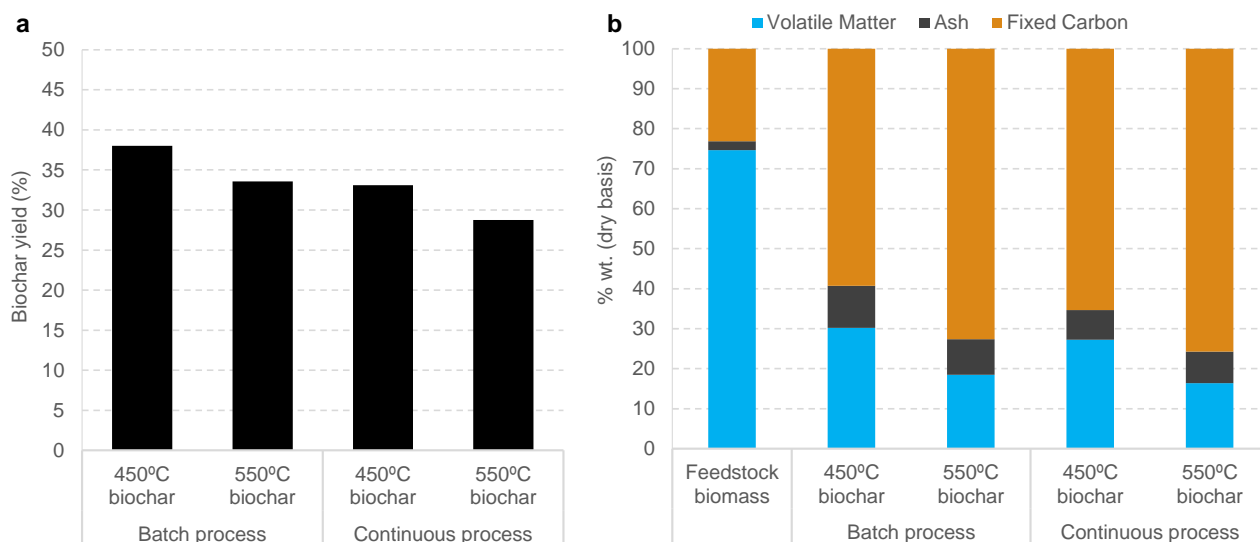 a
50
45
40
35
30
25
20
15
10
5
0
Biochar yield (%)
450ºC biochar
550ºC biochar
450ºC biochar
550ºC biochar
Batch process
Continuous process
b
Volatile Matter
Ash
Fixed Carbon
100
90
80
70
60
50
40
30
20
10
0
% wt. (dry basis)
Feedstock biomass
450ºC biochar
550ºC biochar
450ºC biochar
550ºC biochar
Batch process
Continuous process